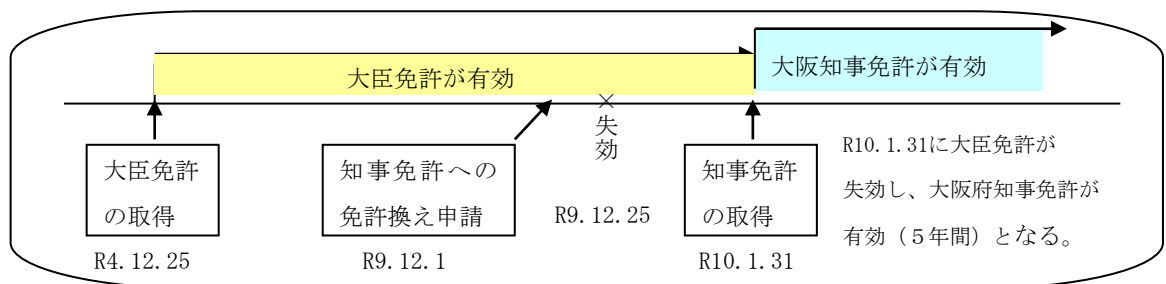 大臣免許が有効
大阪知事免許が有効
×
失効
大臣免許
の取得
知事免許への
免許換え申請
R9.12.25
知事免許
の取得
R10.1.31に大臣免許が
失効し、大阪府知事免許が
有効（５年間）となる。
R4.12.25
R9.12.1
R10.1.31